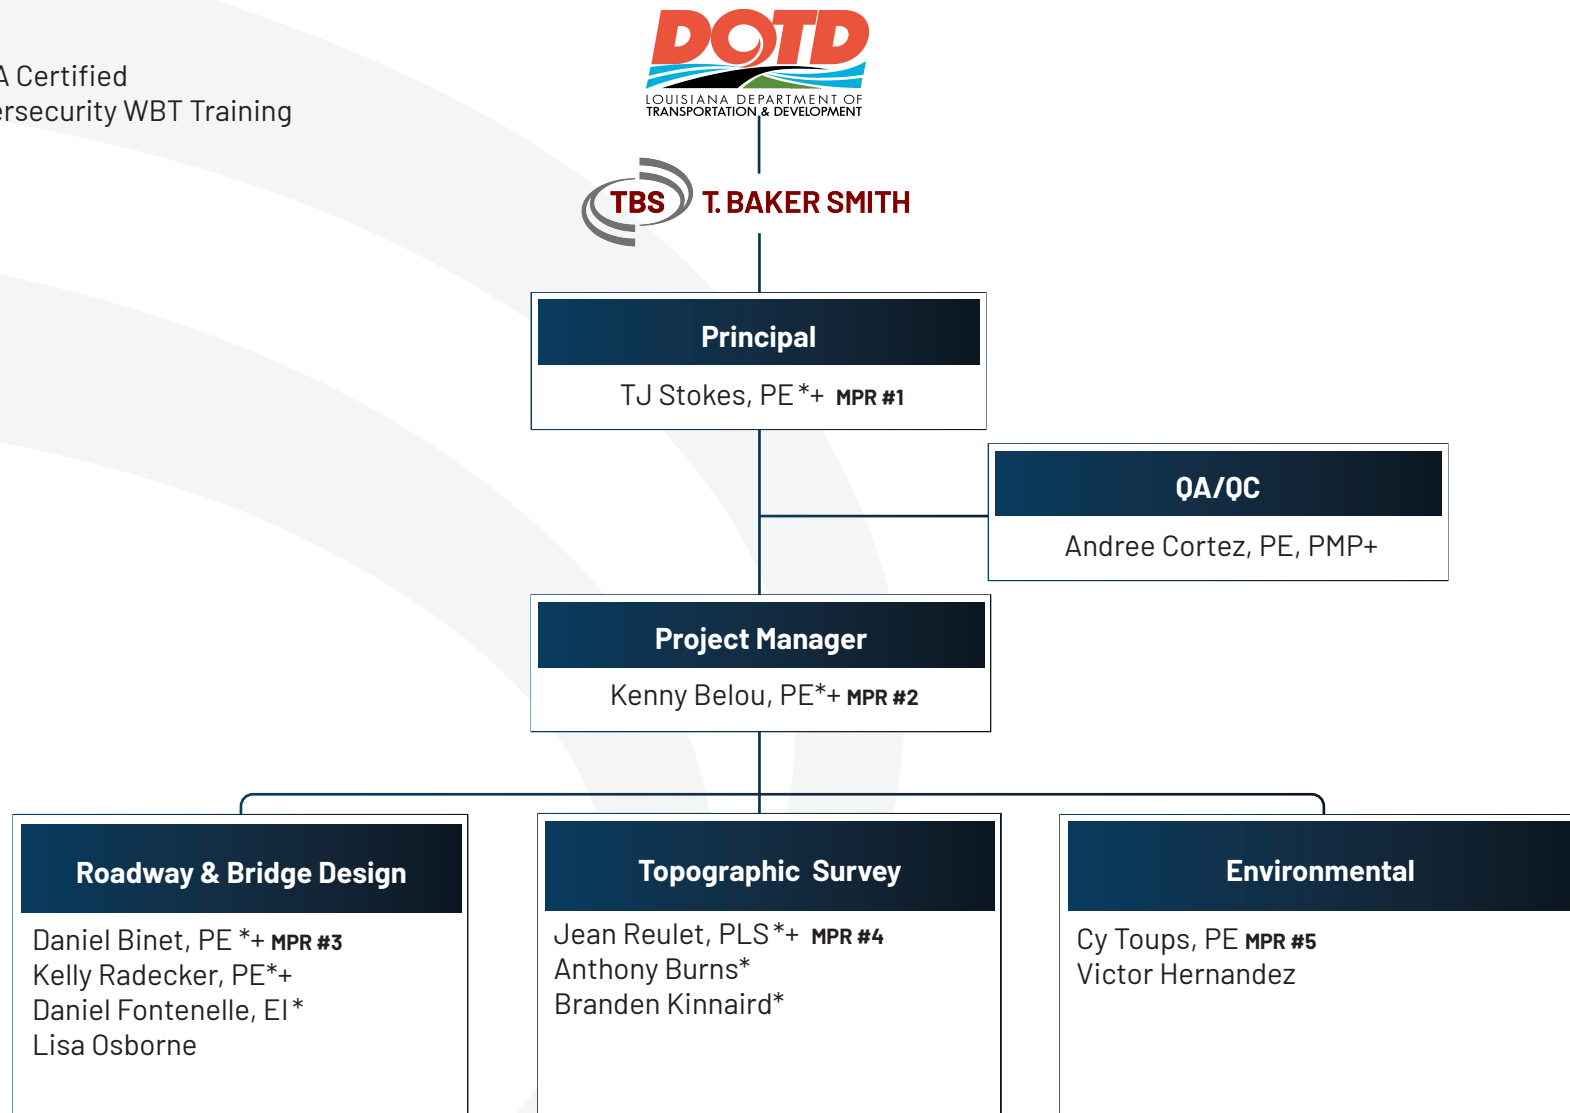 A Certified
ersecurity WBT Training
DOTD
LOUISIANA DEPARTMENT OF
TRANSPORTATION & DEVELOPMENT
TBS T. BAKER SMITH
Principal
TJ Stokes, PE*+ MPR #1
QA/QC
Andree Cortez, PE, PMP+
Project Manager
Kenny Belou, PE*+ MPR #2
Roadway & Bridge Design
Daniel Binet, PE *+ MPR #3
Kelly Radecker, PE*+
Daniel Fontenelle, EI*
Lisa Osborne
Topographic Survey
Jean Reulet, PLS*+ MPR #4
Anthony Burns*
Branden Kinnaird*
Environmental
Cy Toups, PE MPR #5
Victor Hernandez